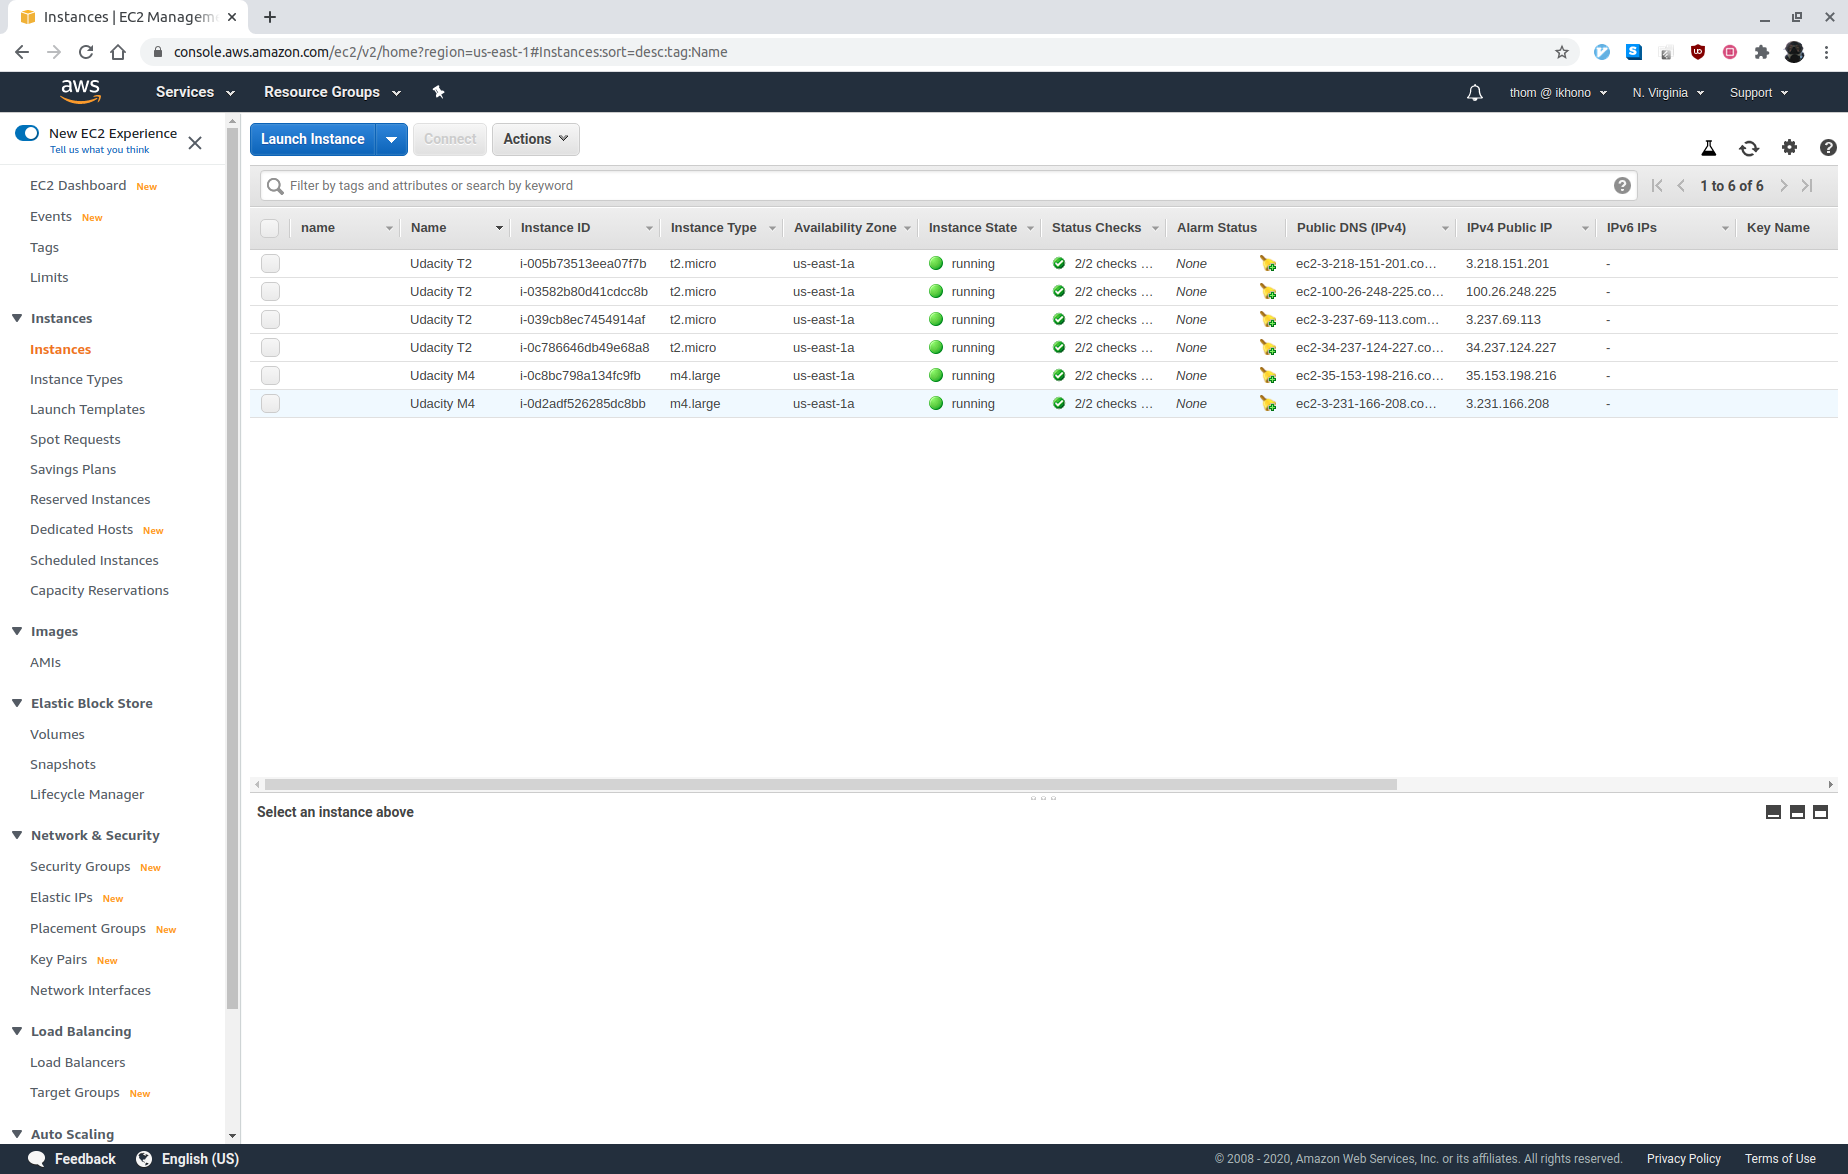 Instances | EC2 Managem
console.aws.amazon.com/ec2/v2/home?region=us-east-1#Instances:sort=desc:tag:Name
aws Services Resource Groups thom @ ikhono N. Virginia Support
New EC2 Experience
Tell us what you think
EC2 Dashboard New
Events New
Tags
Limits
Instances
Instances
Instance Types
Launch Templates
Spot Requests
Savings Plans
Reserved Instances
Dedicated Hosts New
Scheduled Instances
Capacity Reservations
Images
AMIs
Elastic Block Store
Volumes
Snapshots
Lifecycle Manager
Network & Security
Security Groups New
Elastic IPs New
Placement Groups New
Key Pairs New
Network Interfaces
Load Balancing
Load Balancers
Target Groups New
Auto Scaling
Launch Instance Connect Actions
Filter by tags and attributes or search by keyword 1 to 6 of 6
name Name Instance ID Instance Type Availability Zone Instance State Status Checks Alarm Status Public DNS (IPv4) IPv4 Public IP IPv6 IPs Key Name
Udacity T2 i-005b73513eea07f7b t2.micro us-east-1a running 2/2 checks ... None ec2-3-218-151-201.co... 3.218.151.201 -
Udacity T2 i-03582b80d41cdcc8b t2.micro us-east-1a running 2/2 checks ... None ec2-100-26-248-225.co... 100.26.248.225 -
Udacity T2 i-039cb8ec7454914af t2.micro us-east-1a running 2/2 checks ... None ec2-3-237-69-113.com... 3.237.69.113 -
Udacity T2 i-0c786646db49e68a8 t2.micro us-east-1a running 2/2 checks ... None ec2-34-237-124-227.co... 34.237.124.227 -
Udacity M4 i-0c8bc798a134fc9fb m4.large us-east-1a running 2/2 checks ... None ec2-35-153-198-216.co... 35.153.198.216 -
Udacity M4 i-0d2adf526285dc8bb m4.large us-east-1a running 2/2 checks ... None ec2-3-231-166-208.co... 3.231.166.208 -
Select an instance above
Feedback English (US) © 2008 - 2020, Amazon Web Services, Inc. or its affiliates. All rights reserved. Privacy Policy Terms of Use